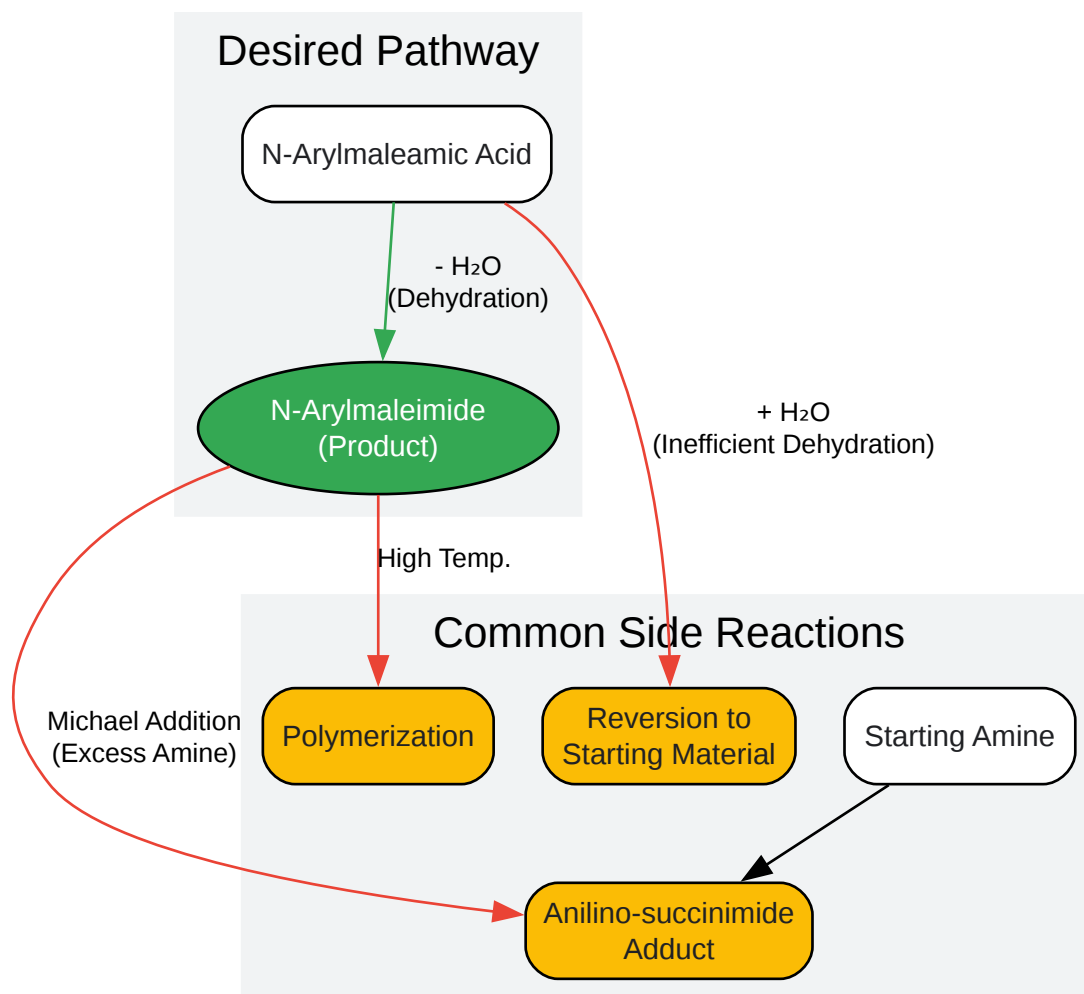 Desired Pathway
N-Arylmaleamic Acid
- H₂O
(Dehydration)
N-Arylmaleimide
(Product)
+ H₂O
(Inefficient Dehydration)
High Temp.
Common Side Reactions
Michael Addition
(Excess Amine)
Polymerization
Reversion to
Starting Material
Starting Amine
Anilino-succinimide
Adduct